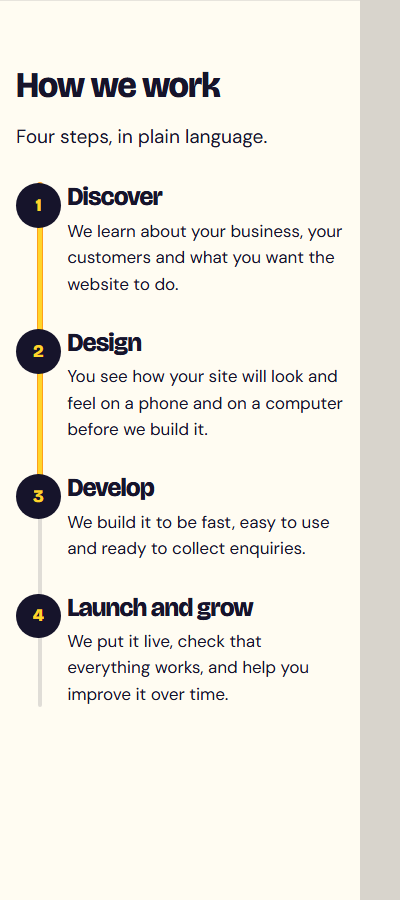 How we work
Four steps, in plain language.
1
Discover
We learn about your business, your
customers and what you want the
website to do.
2
Design
You see how your site will look and
feel on a phone and on a computer
before we build it.
3
Develop
We build it to be fast, easy to use
and ready to collect enquiries.
4
Launch and grow
We put it live, check that
everything works, and help you
improve it over time.